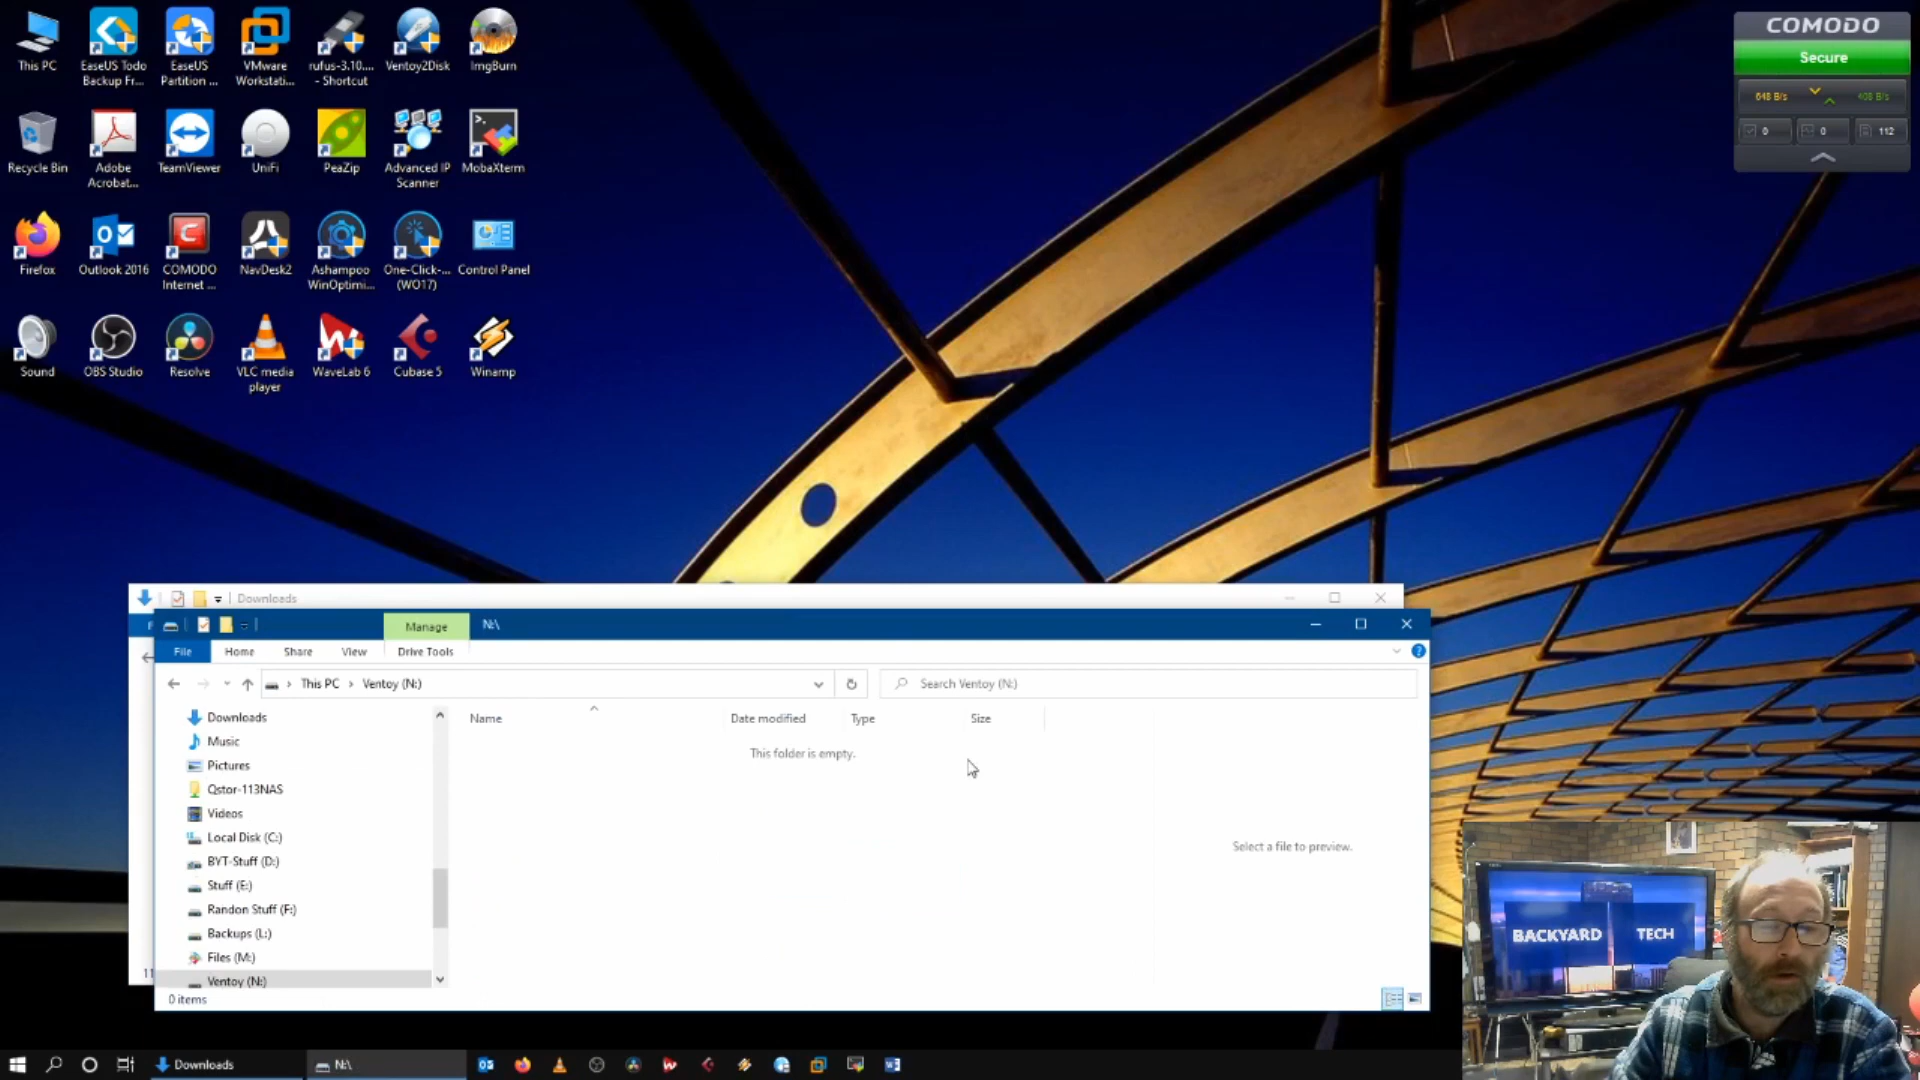 This PC
EaseUS Todo
Backup Fr...
EaseUS
Partition ...
VMware
Workstati...
rufus-3.10....
- Shortcut
Ventoy2Disk
ImgBurn
Recycle Bin
Adobe
Acrobat...
TeamViewer
UniFi
PeaZip
Advanced IP
Scanner
MobaXterm
Firefox
Outlook 2016
COMODO
Internet ...
NavDesk2
Ashampoo
WinOptimi...
One-Click-...
(WO17)
Control Panel
Sound
OBS Studio
Resolve
VLC media
player
WaveLab 6
Cubase 5
Winamp
COMODO
Secure
648 B/s
408 B/s
0
0
112
Downloads
Manage
N:\
File
Home
Share
View
Drive Tools
This PC > Ventoy (N:)
Search Ventoy (N:)
Name
Date modified
Type
Size
This folder is empty.
Select a file to preview.
Downloads
Music
Pictures
Qstor-113NAS
Videos
Local Disk (C:)
BYT-Stuff (D:)
Stuff (E:)
Randon Stuff (F:)
Backups (L:)
Files (M:)
Ventoy (N:)
0 items
BACKYARD TECH
Downloads
N:\